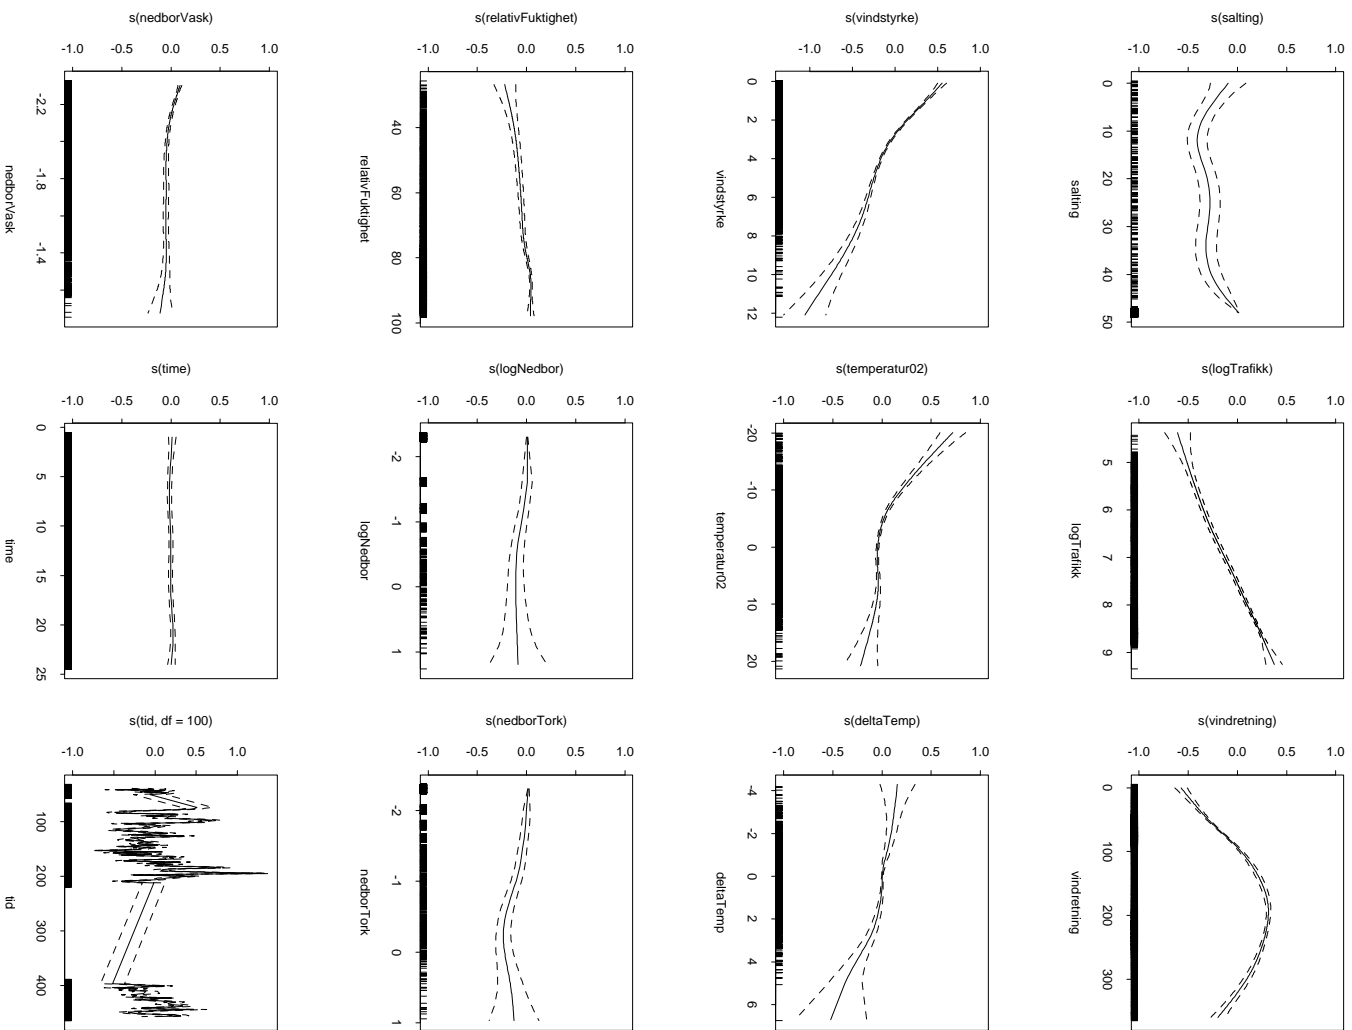 s(nedborVask)
-1.0 -0.5 0.0 0.5 1.0
-2.2 -1.8 -1.4
nedborVask
s(relativFuktighet)
-1.0 -0.5 0.0 0.5 1.0
40 60 80 100
relativFuktighet
s(vindstyrke)
-1.0 -0.5 0.0 0.5 1.0
0 2 4 6 8 10 12
vindstyrke
s(salting)
-1.0 -0.5 0.0 0.5 1.0
0 10 20 30 40 50
salting
s(time)
-1.0 -0.5 0.0 0.5 1.0
0 5 10 15 20 25
time
s(logNedbor)
-1.0 -0.5 0.0 0.5 1.0
-2 -1 0 1
logNedbor
s(temperatur02)
-1.0 -0.5 0.0 0.5 1.0
-20 -10 0 10 20
temperatur02
s(logTrafikk)
-1.0 -0.5 0.0 0.5 1.0
5 6 7 8 9
logTrafikk
s(tid, df = 100)
-1.0 0.0 0.5 1.0
100 200 300 400
tid
s(nedborTork)
-1.0 -0.5 0.0 0.5 1.0
-2 -1 0 1
nedborTork
s(deltaTemp)
-1.0 -0.5 0.0 0.5 1.0
-4 -2 0 2 4 6
deltaTemp
s(vindretning)
-1.0 -0.5 0.0 0.5 1.0
0 100 200 300
vindretning